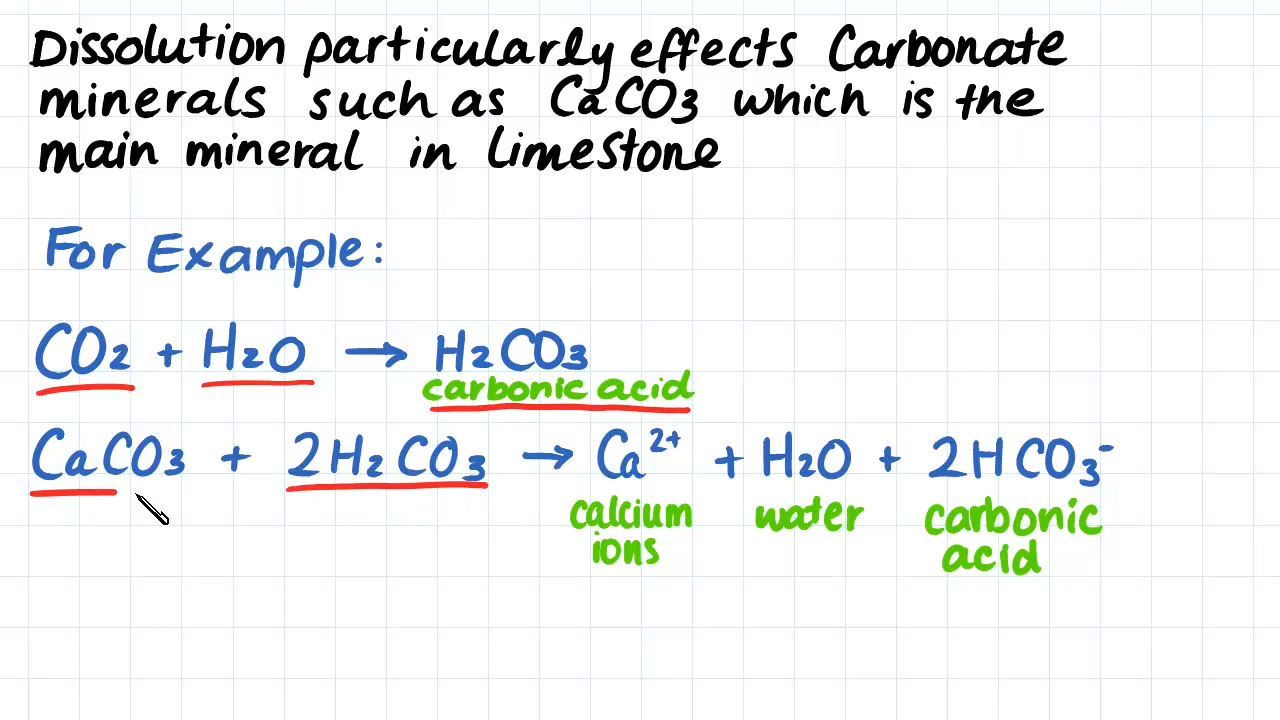 Dissolution particularly effects Carbonate
minerals such as CaCO3 which is the
main mineral in Limestone
For Example:
CO2 + H2O → H2CO3
carbonic acid
CaCO3 + 2H2CO3 → Ca²⁺ + H2O + 2HCO3⁻
calcium ions water carbonic acid